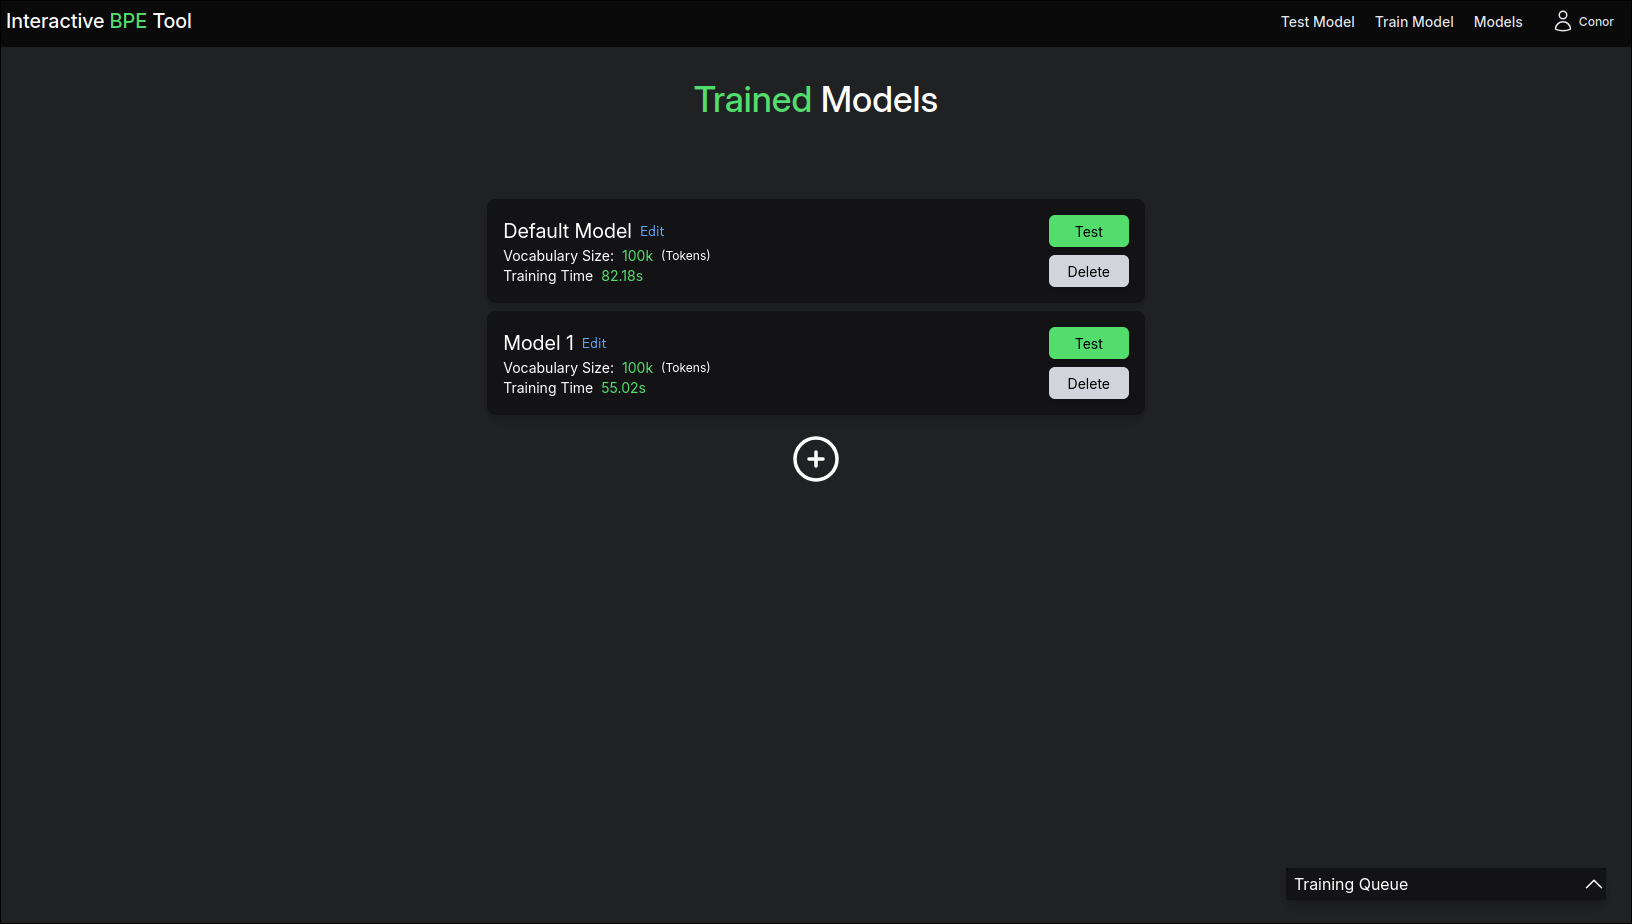 Interactive BPE Tool
Test Model Train Model Models Conor
Trained Models
Default Model Edit
Vocabulary Size: 100k (Tokens)
Training Time 82.18s
Test
Delete
Model 1 Edit
Vocabulary Size: 100k (Tokens)
Training Time 55.02s
Test
Delete
Training Queue